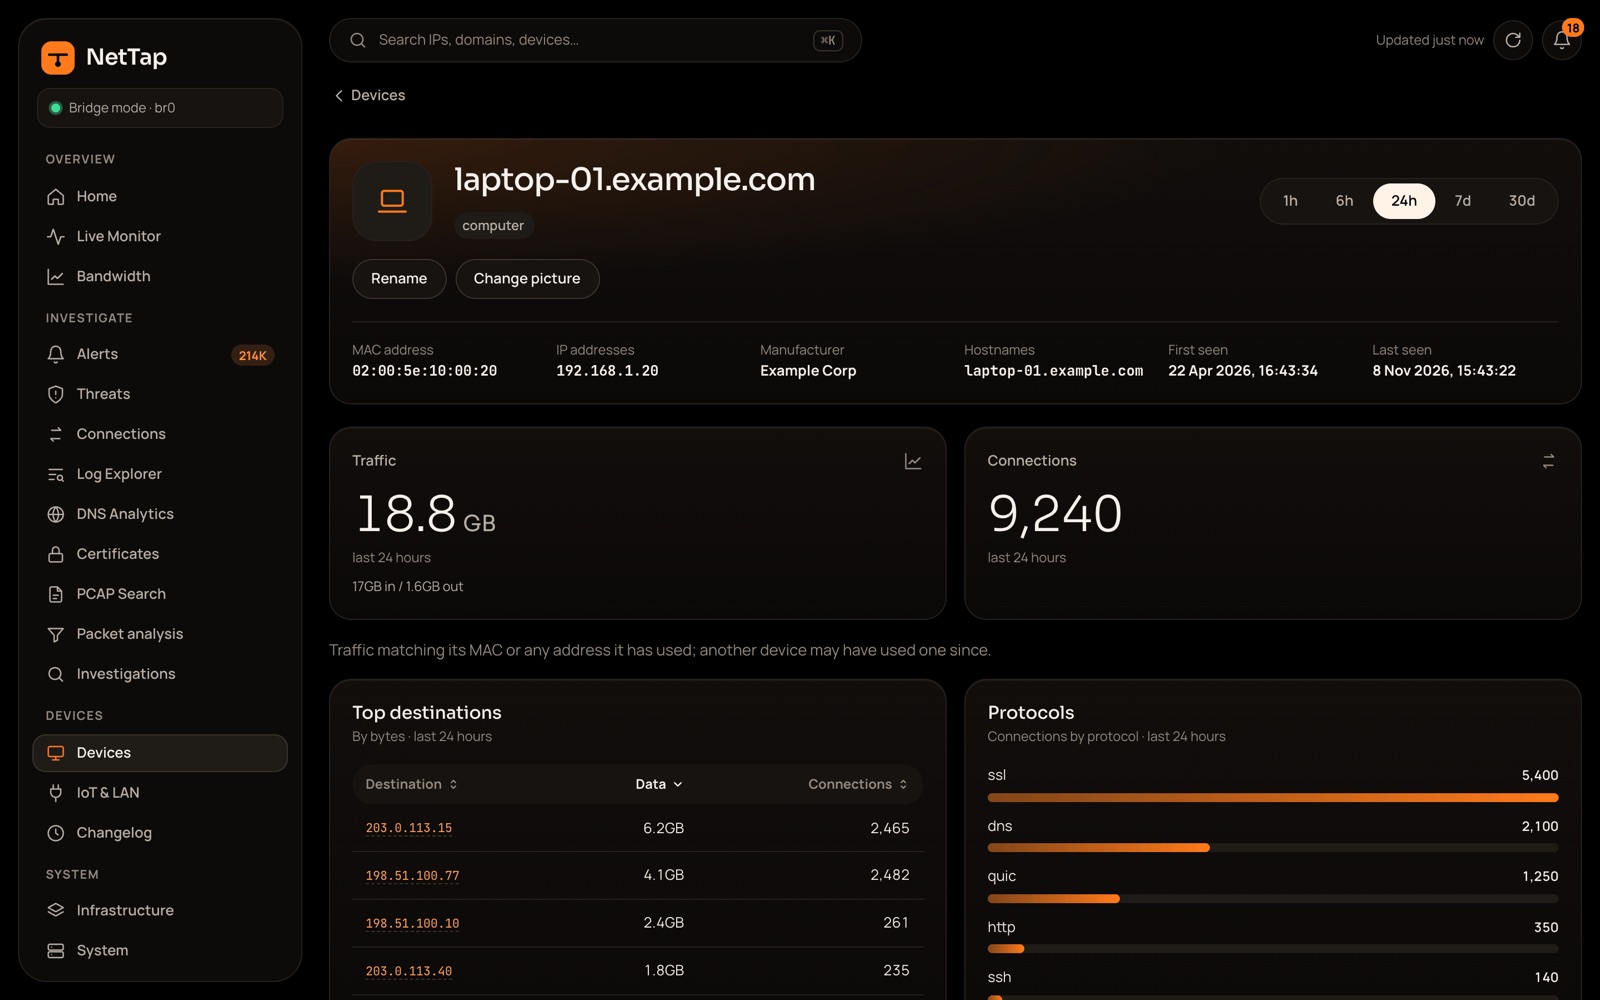 NetTap
Bridge mode · br0
OVERVIEW
Home
Live Monitor
Bandwidth
INVESTIGATE
Alerts 214K
Threats
Connections
Log Explorer
DNS Analytics
Certificates
PCAP Search
Packet analysis
Investigations
DEVICES
Devices
IoT & LAN
Changelog
SYSTEM
Infrastructure
System
Search IPs, domains, devices... ⌘K
Updated just now
18
Devices
laptop-01.example.com
computer
1h 6h 24h 7d 30d
Rename Change picture
MAC address IP addresses Manufacturer Hostnames First seen Last seen
02:00:5e:10:00:20 192.168.1.20 Example Corp laptop-01.example.com 22 Apr 2026, 16:43:34 8 Nov 2026, 15:43:22
Traffic
18.8 GB
last 24 hours
17GB in / 1.6GB out
Connections
9,240
last 24 hours
Traffic matching its MAC or any address it has used; another device may have used one since.
Top destinations
By bytes · last 24 hours
Destination Data Connections
203.0.113.15 6.2GB 2,465
198.51.100.77 4.1GB 2,482
198.51.100.10 2.4GB 261
203.0.113.40 1.8GB 235
Protocols
Connections by protocol · last 24 hours
ssl 5,400
dns 2,100
quic 1,250
http 350
ssh 140